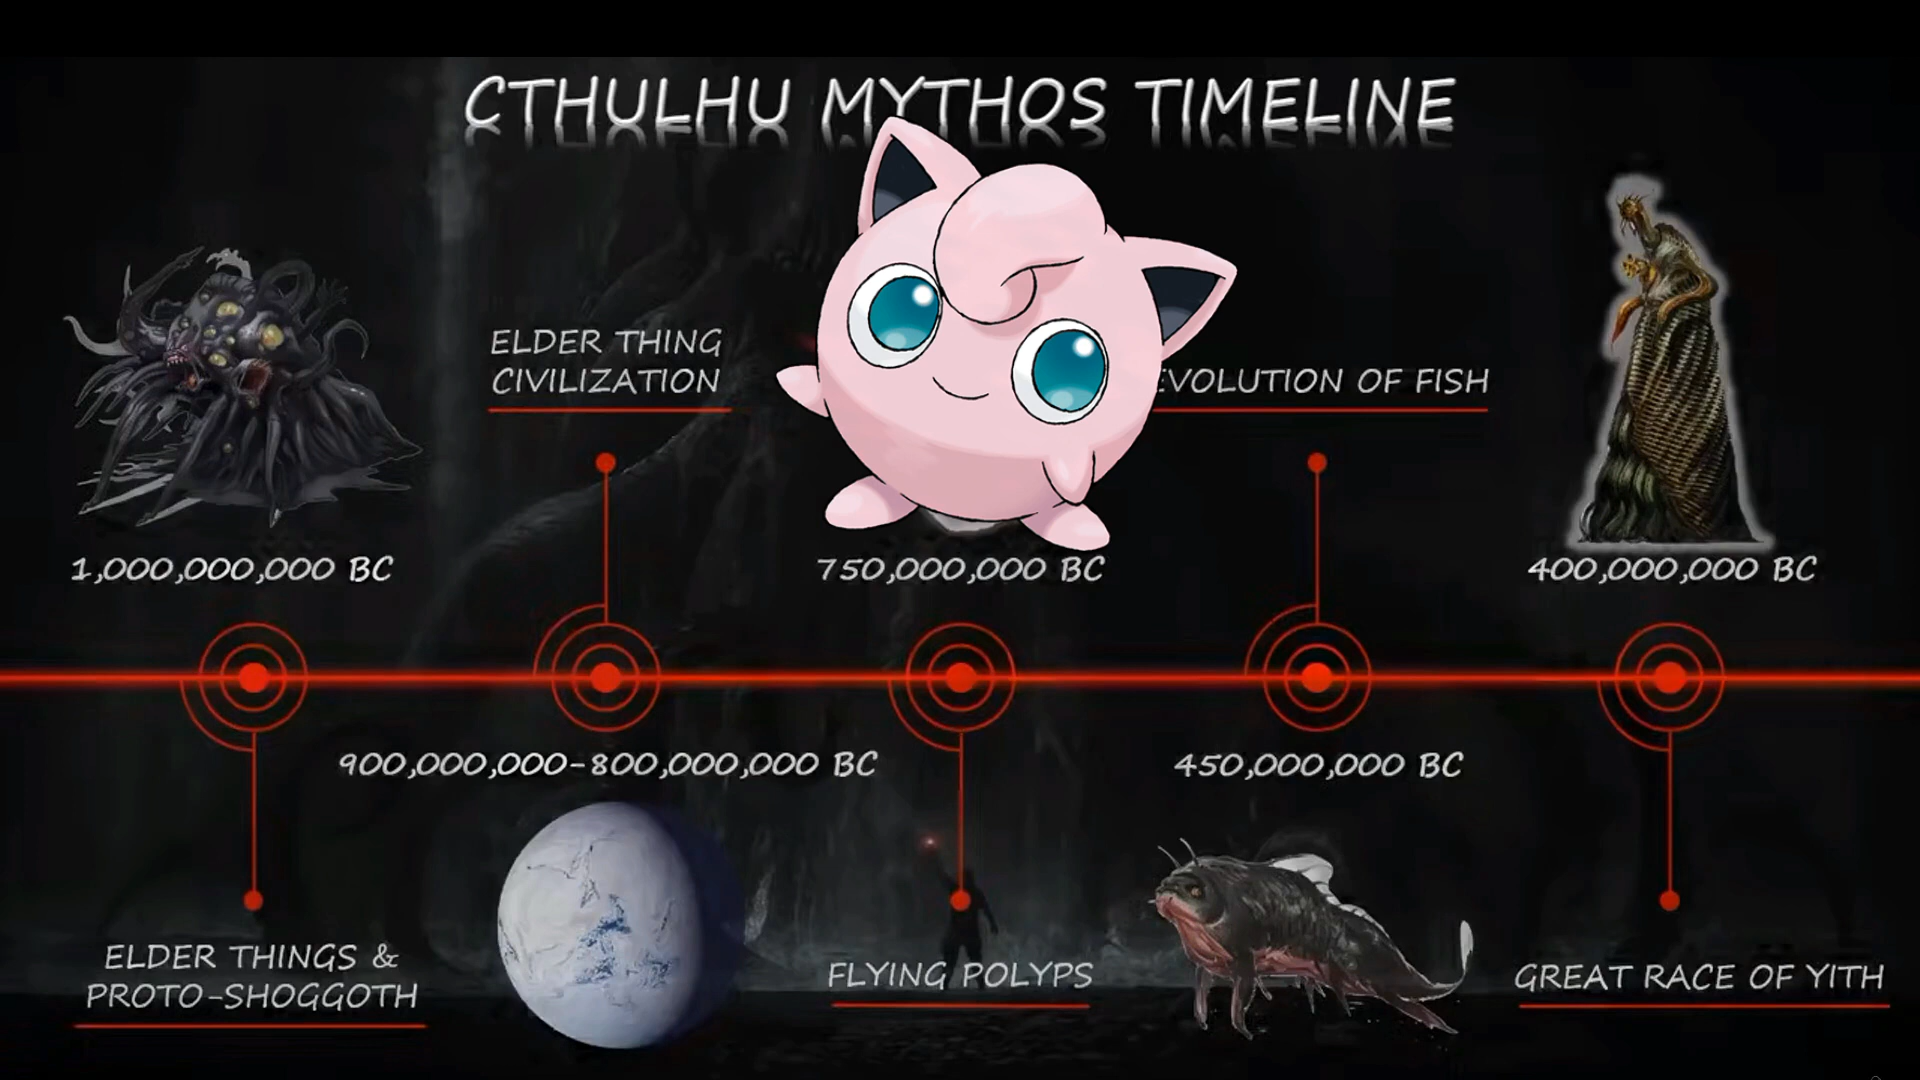 CTHULHU MYTHOS TIMELINE
ELDER THING
CIVILIZATION
VOLUTION OF FISH
1,000,000,000 BC
750,000,000 BC
400,000,000 BC
900,000,000-800,000,000 BC
450,000,000 BC
ELDER THINGS &
PROTO-SHOGGOTH
FLYING POLYPS
GREAT RACE OF YITH